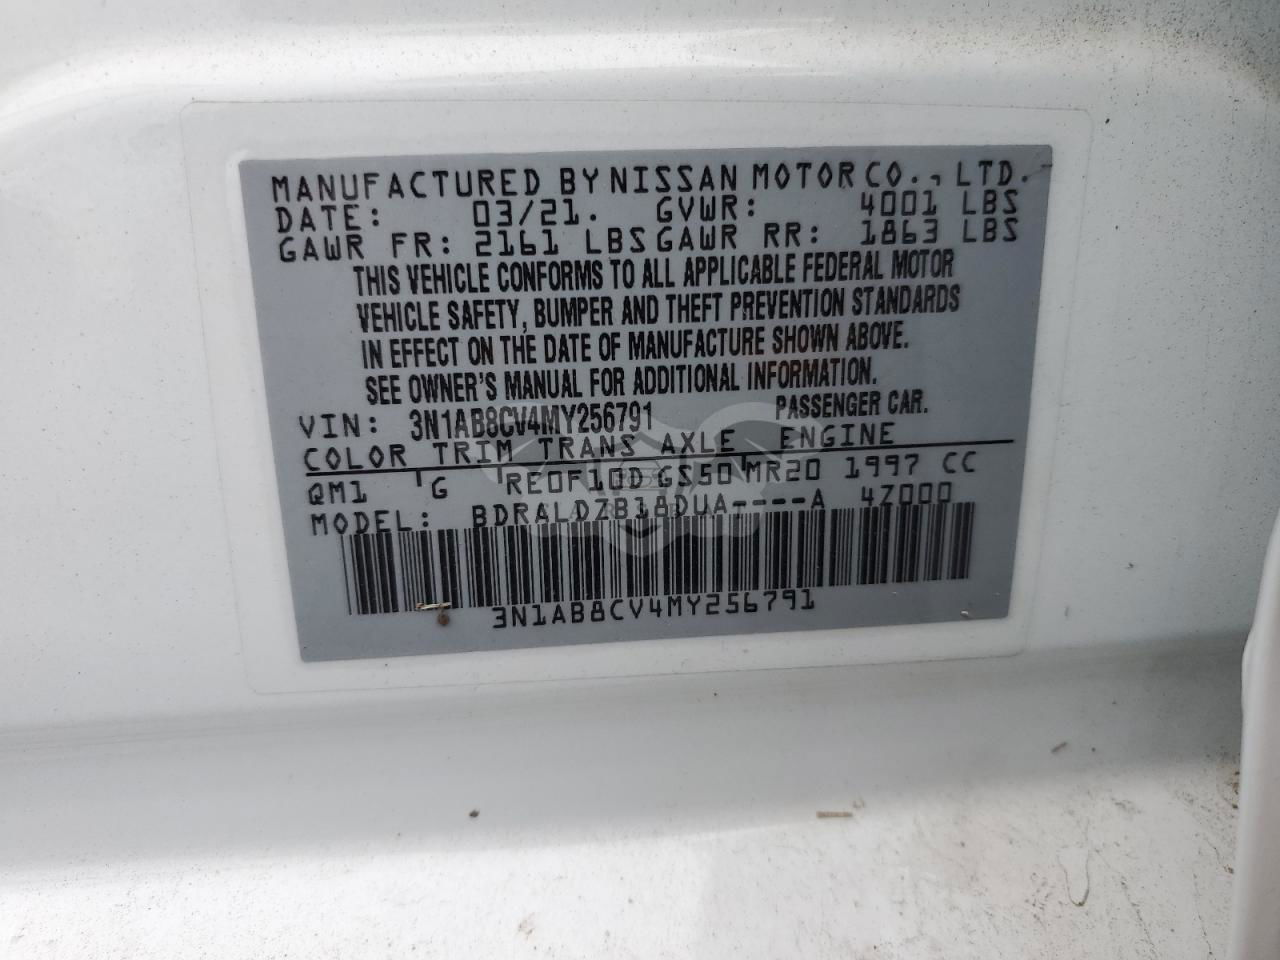 MANUFACTURED BY NISSAN MOTOR CO., LTD.
DATE: 03/21. GVWR: 4001 LBS
GAWR FR: 2161 LBS GAWR RR: 1863 LBS
THIS VEHICLE CONFORMS TO ALL APPLICABLE FEDERAL MOTOR
VEHICLE SAFETY, BUMPER AND THEFT PREVENTION STANDARDS
IN EFFECT ON THE DATE OF MANUFACTURE SHOWN ABOVE.
SEE OWNER'S MANUAL FOR ADDITIONAL INFORMATION.
VIN: 3N1AB8CV4MY256791 PASSENGER CAR.
COLOR TRIM TRANS AXLE ENGINE
QM1 G RE0F10D GS50 MR20 1997 CC
MODEL: BDRALDZB18DUA----A 4Z000
3N1AB8CV4MY256791